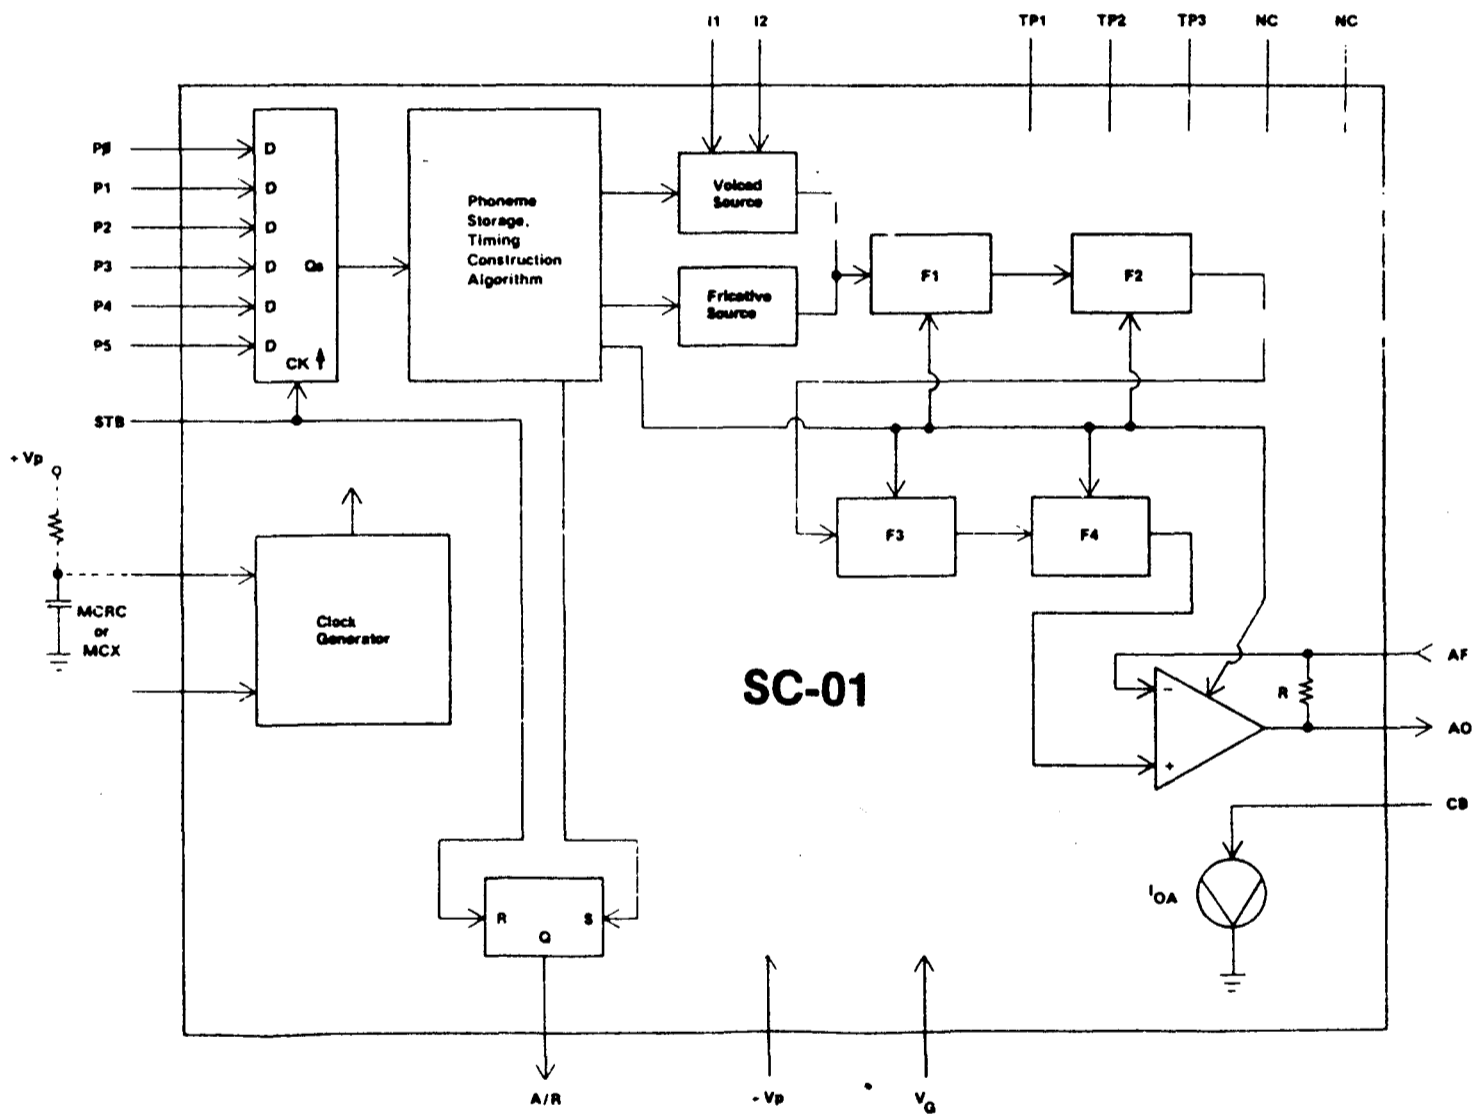 I1 I2 TP1 TP2 TP3 NC NC
P0 D
P1 D
P2 D
P3 D Qs
P4 D
P5 D
CK
STB
Phoneme
Storage,
Timing
Construction
Algorithm
Voiced
Source
Fricative
Source
F1
F2
F3
F4
+ Vp
MCRC
or
MCX
Clock
Generator
SC-01
AF
R
−
AO
+
CB
IOA
R S
Q
A/R
- Vp
VG